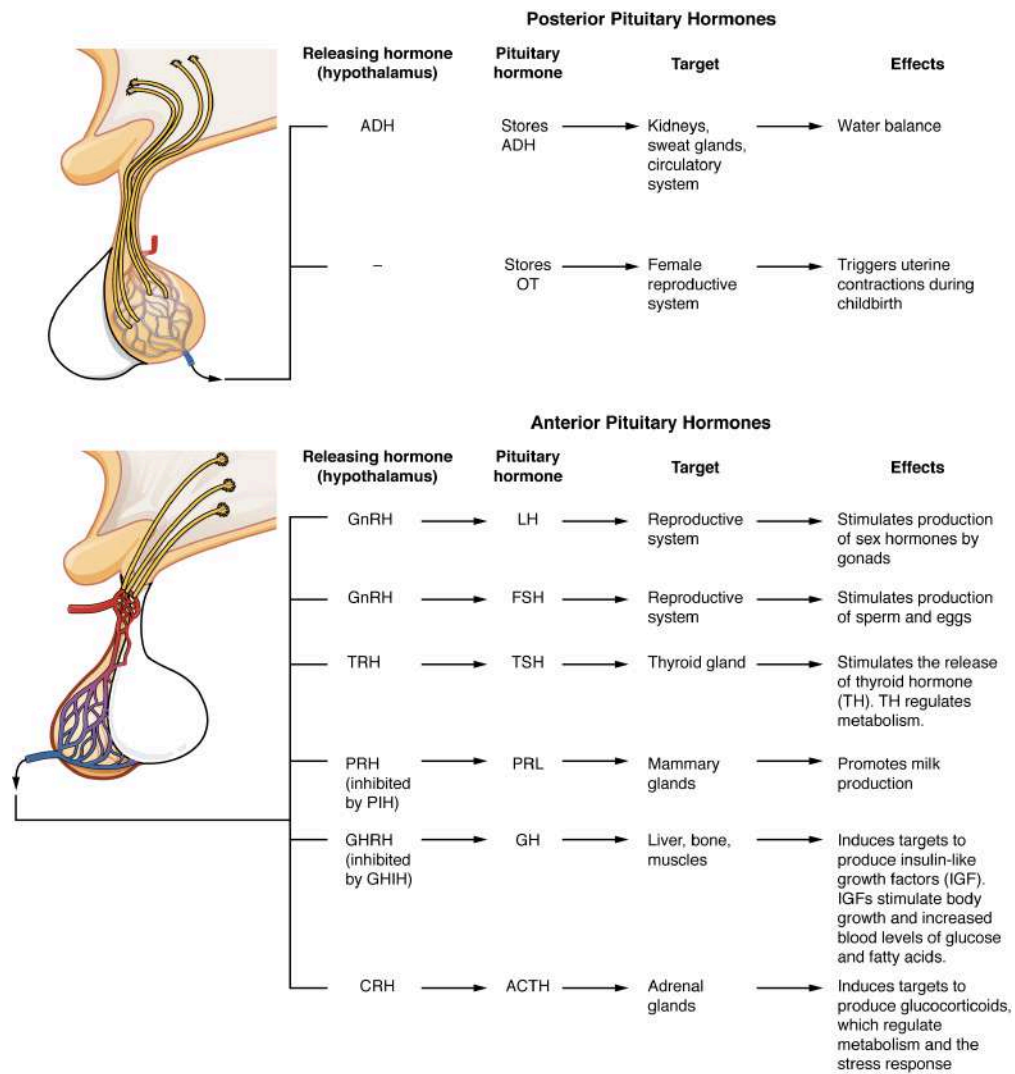 Posterior Pituitary Hormones
Releasing hormone
(hypothalamus)
Pituitary
hormone
Target
Effects
ADH
Stores
ADH
Kidneys,
sweat glands,
circulatory
system
Water balance
–
Stores
OT
Female
reproductive
system
Triggers uterine
contractions during
childbirth
Anterior Pituitary Hormones
Releasing hormone
(hypothalamus)
Pituitary
hormone
Target
Effects
GnRH
LH
Reproductive
system
Stimulates production
of sex hormones by
gonads
GnRH
FSH
Reproductive
system
Stimulates production
of sperm and eggs
TRH
TSH
Thyroid gland
Stimulates the release
of thyroid hormone
(TH). TH regulates
metabolism.
PRH
(inhibited
by PIH)
PRL
Mammary
glands
Promotes milk
production
GHRH
(inhibited
by GHIH)
GH
Liver, bone,
muscles
Induces targets to
produce insulin-like
growth factors (IGF).
IGFs stimulate body
growth and increased
blood levels of glucose
and fatty acids.
CRH
ACTH
Adrenal
glands
Induces targets to
produce glucocorticoids,
which regulate
metabolism and the
stress response